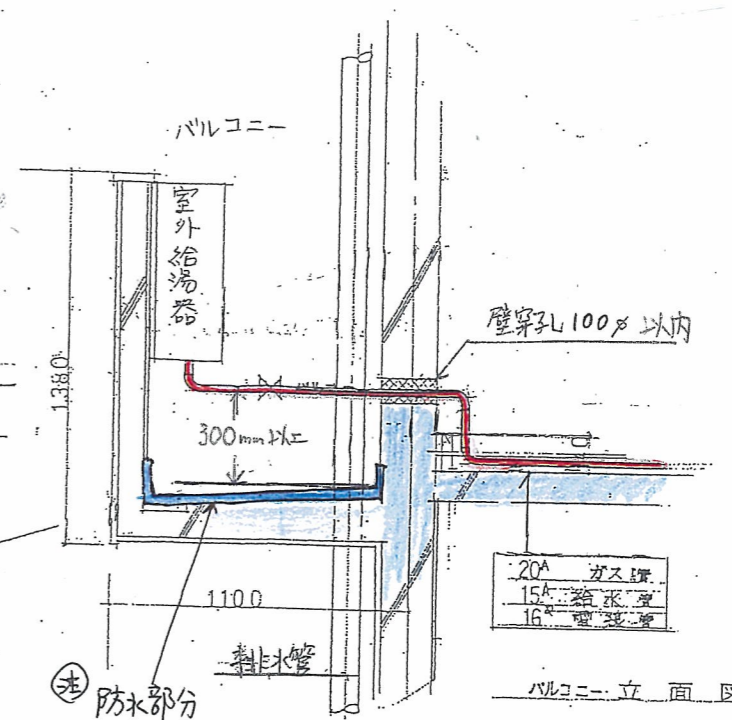 バルコニー
室外給湯器
壁穿孔100φ以内
1380
300mm以上
20A ガス管
15A 給水管
16A 電線管
1100
排水管
注
防水部分
バルコニー 立面図